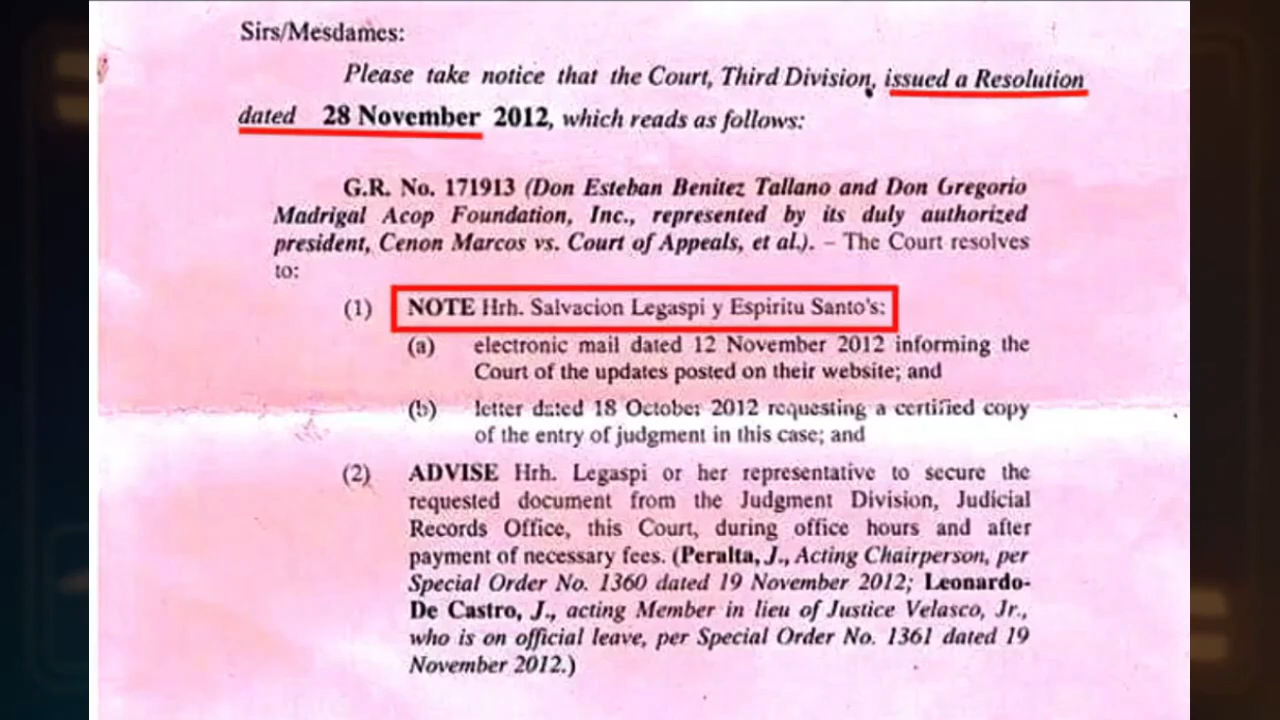 Sirs/Mesdames:
Please take notice that the Court, Third Division, issued a Resolution
dated 28 November 2012, which reads as follows:
G.R. No. 171913 (Don Esteban Benitez Tallano and Don Gregorio
Madrigal Acop Foundation, Inc., represented by its duly authorized
president, Cenon Marcos vs. Court of Appeals, et al.). – The Court resolves
to:
(1) NOTE Hrh. Salvacion Legaspi y Espiritu Santo's:
(a) electronic mail dated 12 November 2012 informing the
Court of the updates posted on their website; and
(b) letter dated 18 October 2012 requesting a certified copy
of the entry of judgment in this case; and
(2) ADVISE Hrh. Legaspi or her representative to secure the
requested document from the Judgment Division, Judicial
Records Office, this Court, during office hours and after
payment of necessary fees. (Peralta, J., Acting Chairperson, per
Special Order No. 1360 dated 19 November 2012; Leonardo-
De Castro, J., acting Member in lieu of Justice Velasco, Jr.,
who is on official leave, per Special Order No. 1361 dated 19
November 2012.)